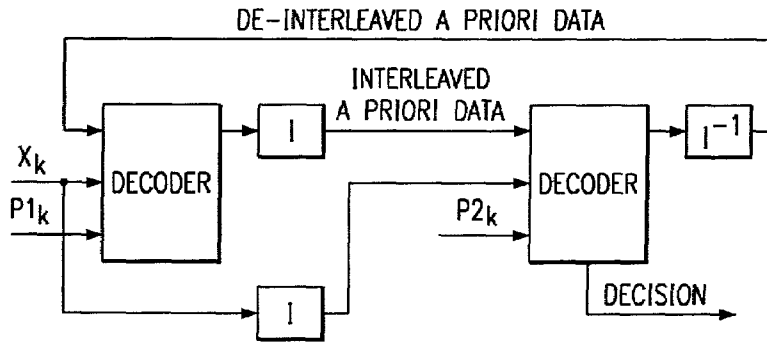 DE-INTERLEAVED A PRIORI DATA
INTERLEAVED
A PRIORI DATA
I
I⁻¹
X_k
DECODER
DECODER
P1_k
P2_k
I
DECISION